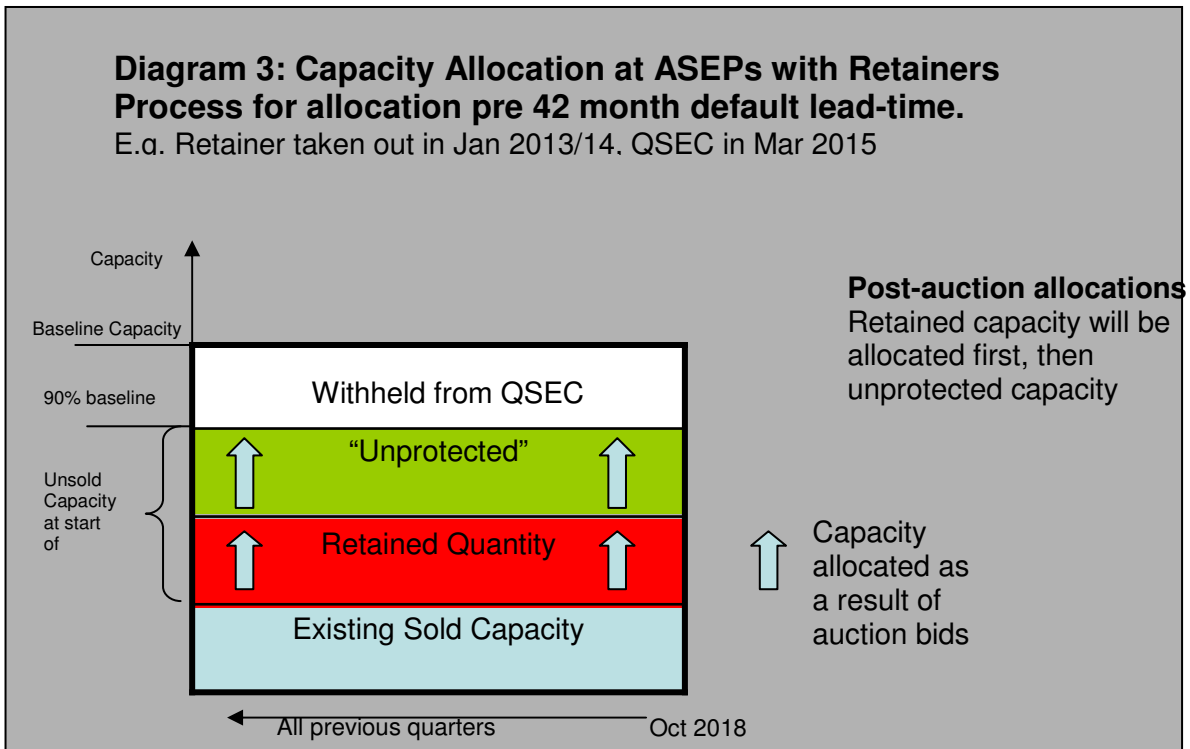 Diagram 3: Capacity Allocation at ASEPs with Retainers
Process for allocation pre 42 month default lead-time.
E.g. Retainer taken out in Jan 2013/14, QSEC in Mar 2015
Capacity
Baseline Capacity
90% baseline
Unsold
Capacity
at start
of
Withheld from QSEC
“Unprotected”
Retained Quantity
Existing Sold Capacity
All previous quarters
Oct 2018
Post-auction allocations
Retained capacity will be
allocated first, then
unprotected capacity
Capacity
allocated as
a result of
auction bids